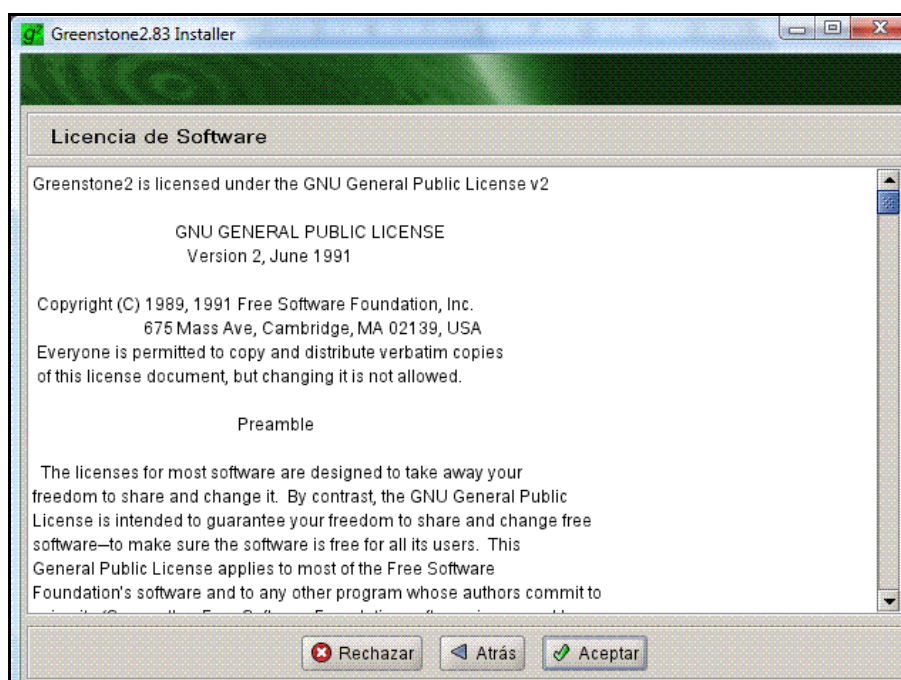 Greenstone2.83 Installer
Licencia de Software
Greenstone2 is licensed under the GNU General Public License v2
GNU GENERAL PUBLIC LICENSE
Version 2, June 1991
Copyright (C) 1989, 1991 Free Software Foundation, Inc.
675 Mass Ave, Cambridge, MA 02139, USA
Everyone is permitted to copy and distribute verbatim copies
of this license document, but changing it is not allowed.
Preamble
The licenses for most software are designed to take away your
freedom to share and change it. By contrast, the GNU General Public
License is intended to guarantee your freedom to share and change free
software—to make sure the software is free for all its users. This
General Public License applies to most of the Free Software
Foundation's software and to any other program whose authors commit to
Rechazar
Atrás
Aceptar